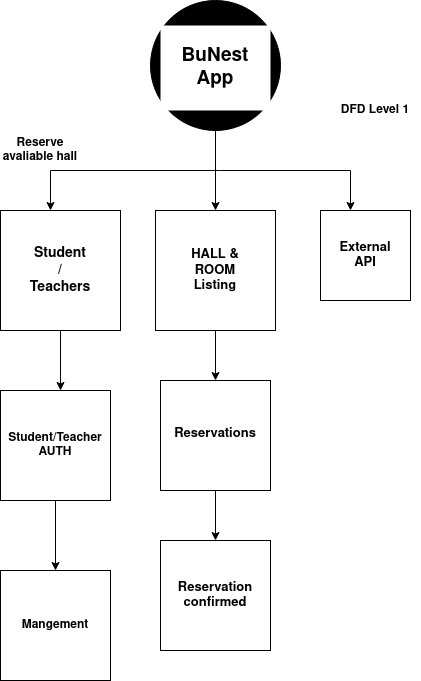 BuNest
App
DFD Level 1
Reserve
avaliable hall
Student
/
Teachers
HALL &
ROOM
Listing
External
API
Student/Teacher
AUTH
Reservations
Mangement
Reservation
confirmed